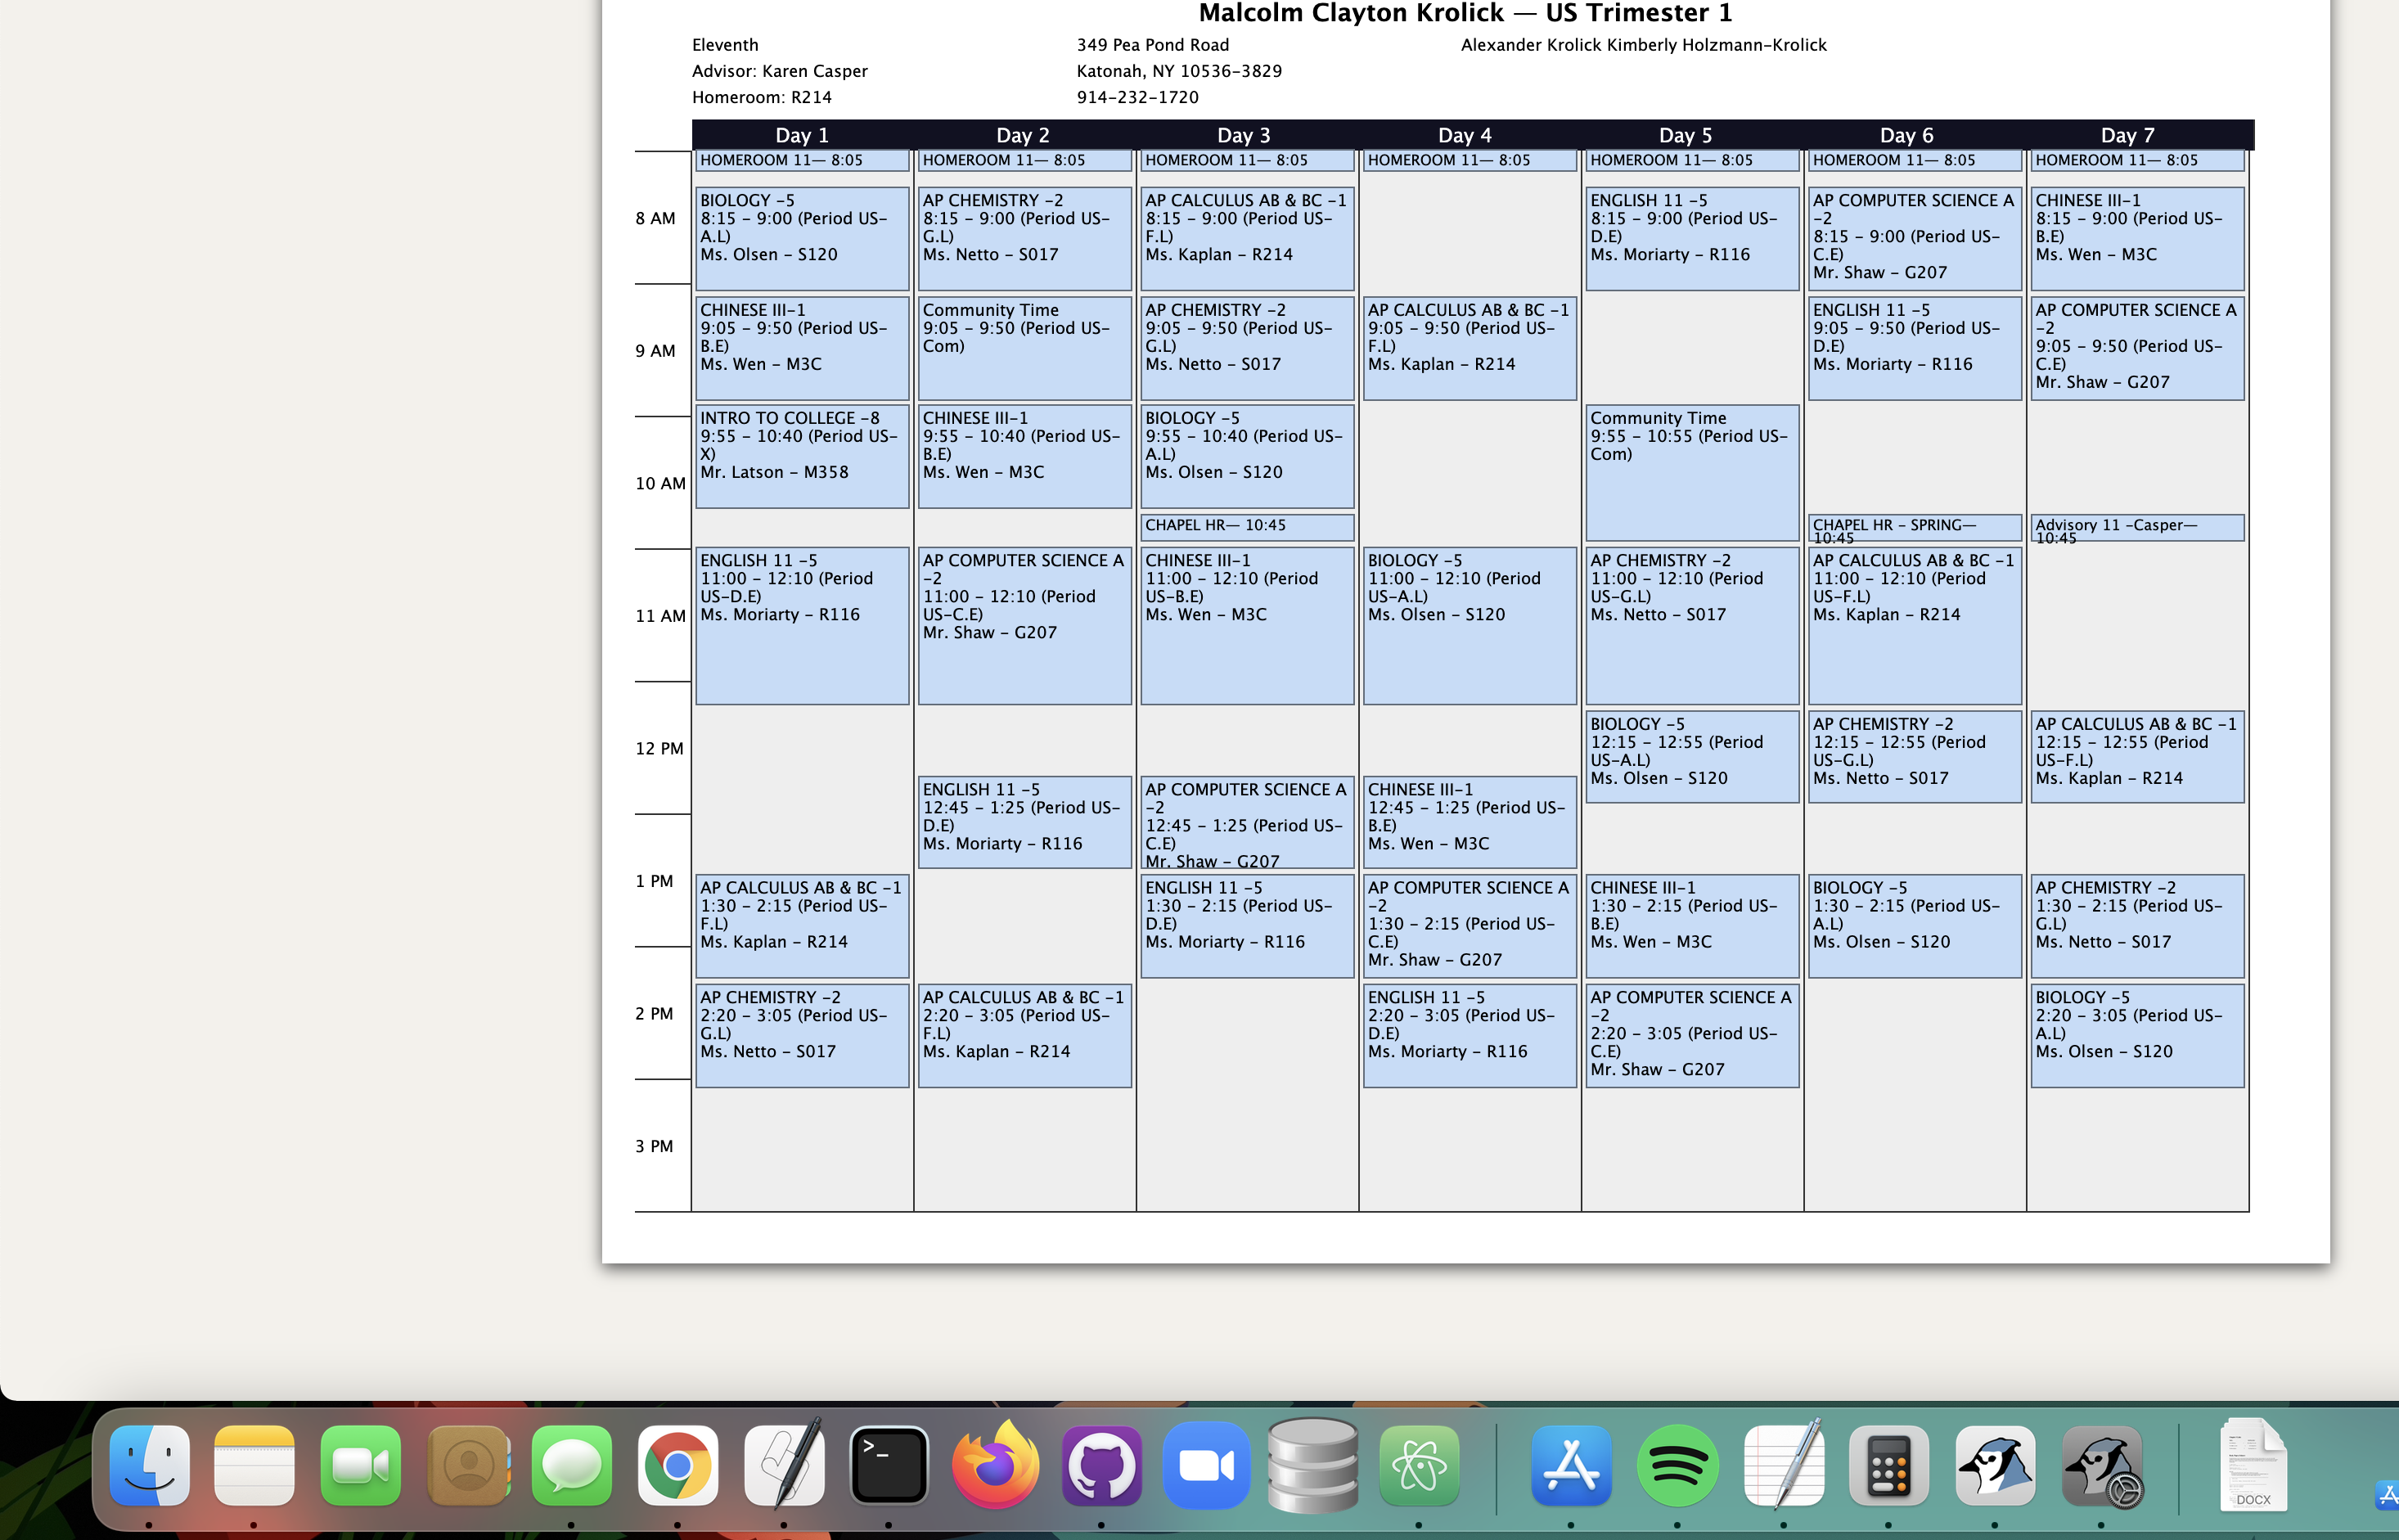 Malcolm Clayton Krolick — US Trimester 1
Eleventh
349 Pea Pond Road
Alexander Krolick Kimberly Holzmann-Krolick
Advisor: Karen Casper
Katonah, NY 10536-3829
Homeroom: R214
914-232-1720
Day 1
Day 2
Day 3
Day 4
Day 5
Day 6
Day 7
8 AM
9 AM
10 AM
11 AM
12 PM
1 PM
2 PM
3 PM
HOMEROOM 11— 8:05
BIOLOGY -5
8:15 - 9:00 (Period US-
A.L)
Ms. Olsen - S120
CHINESE III-1
9:05 - 9:50 (Period US-
B.E)
Ms. Wen - M3C
INTRO TO COLLEGE -8
9:55 - 10:40 (Period US-
X)
Mr. Latson - M358
ENGLISH 11 -5
11:00 - 12:10 (Period
US-D.E)
Ms. Moriarty - R116
AP CALCULUS AB & BC -1
1:30 - 2:15 (Period US-
F.L)
Ms. Kaplan - R214
AP CHEMISTRY -2
2:20 - 3:05 (Period US-
G.L)
Ms. Netto - S017
HOMEROOM 11— 8:05
AP CHEMISTRY -2
8:15 - 9:00 (Period US-
G.L)
Ms. Netto - S017
Community Time
9:05 - 9:50 (Period US-
Com)
CHINESE III-1
9:55 - 10:40 (Period US-
B.E)
Ms. Wen - M3C
AP COMPUTER SCIENCE A
-2
11:00 - 12:10 (Period
US-C.E)
Mr. Shaw - G207
ENGLISH 11 -5
12:45 - 1:25 (Period US-
D.E)
Ms. Moriarty - R116
AP CALCULUS AB & BC -1
2:20 - 3:05 (Period US-
F.L)
Ms. Kaplan - R214
HOMEROOM 11— 8:05
AP CALCULUS AB & BC -1
8:15 - 9:00 (Period US-
F.L)
Ms. Kaplan - R214
AP CHEMISTRY -2
9:05 - 9:50 (Period US-
G.L)
Ms. Netto - S017
BIOLOGY -5
9:55 - 10:40 (Period US-
A.L)
Ms. Olsen - S120
CHAPEL HR— 10:45
CHINESE III-1
11:00 - 12:10 (Period
US-B.E)
Ms. Wen - M3C
AP COMPUTER SCIENCE A
-2
12:45 - 1:25 (Period US-
C.E)
Mr. Shaw - G207
ENGLISH 11 -5
1:30 - 2:15 (Period US-
D.E)
Ms. Moriarty - R116
HOMEROOM 11— 8:05
AP CALCULUS AB & BC -1
9:05 - 9:50 (Period US-
F.L)
Ms. Kaplan - R214
BIOLOGY -5
11:00 - 12:10 (Period
US-A.L)
Ms. Olsen - S120
CHINESE III-1
12:45 - 1:25 (Period US-
B.E)
Ms. Wen - M3C
AP COMPUTER SCIENCE A
-2
1:30 - 2:15 (Period US-
C.E)
Mr. Shaw - G207
ENGLISH 11 -5
2:20 - 3:05 (Period US-
D.E)
Ms. Moriarty - R116
HOMEROOM 11— 8:05
ENGLISH 11 -5
8:15 - 9:00 (Period US-
D.E)
Ms. Moriarty - R116
Community Time
9:55 - 10:55 (Period US-
Com)
AP CHEMISTRY -2
11:00 - 12:10 (Period
US-G.L)
Ms. Netto - S017
BIOLOGY -5
12:15 - 12:55 (Period
US-A.L)
Ms. Olsen - S120
CHINESE III-1
1:30 - 2:15 (Period US-
B.E)
Ms. Wen - M3C
AP COMPUTER SCIENCE A
-2
2:20 - 3:05 (Period US-
C.E)
Mr. Shaw - G207
HOMEROOM 11— 8:05
AP COMPUTER SCIENCE A
-2
8:15 - 9:00 (Period US-
C.E)
Mr. Shaw - G207
ENGLISH 11 -5
9:05 - 9:50 (Period US-
D.E)
Ms. Moriarty - R116
CHAPEL HR - SPRING—
10:45
AP CALCULUS AB & BC -1
11:00 - 12:10 (Period
US-F.L)
Ms. Kaplan - R214
AP CHEMISTRY -2
12:15 - 12:55 (Period
US-G.L)
Ms. Netto - S017
BIOLOGY -5
1:30 - 2:15 (Period US-
A.L)
Ms. Olsen - S120
HOMEROOM 11— 8:05
CHINESE III-1
8:15 - 9:00 (Period US-
B.E)
Ms. Wen - M3C
AP COMPUTER SCIENCE A
-2
9:05 - 9:50 (Period US-
C.E)
Mr. Shaw - G207
Advisory 11 -Casper—
10:45
AP CALCULUS AB & BC -1
12:15 - 12:55 (Period
US-F.L)
Ms. Kaplan - R214
AP CHEMISTRY -2
1:30 - 2:15 (Period US-
G.L)
Ms. Netto - S017
BIOLOGY -5
2:20 - 3:05 (Period US-
A.L)
Ms. Olsen - S120
>_
DOCX